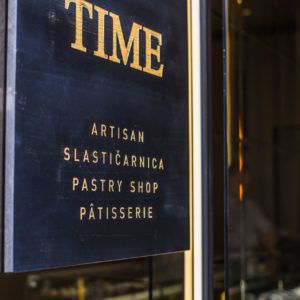 TIME
ARTISAN
SLASTIČARNICA
PASTRY SHOP
PÂTISSERIE